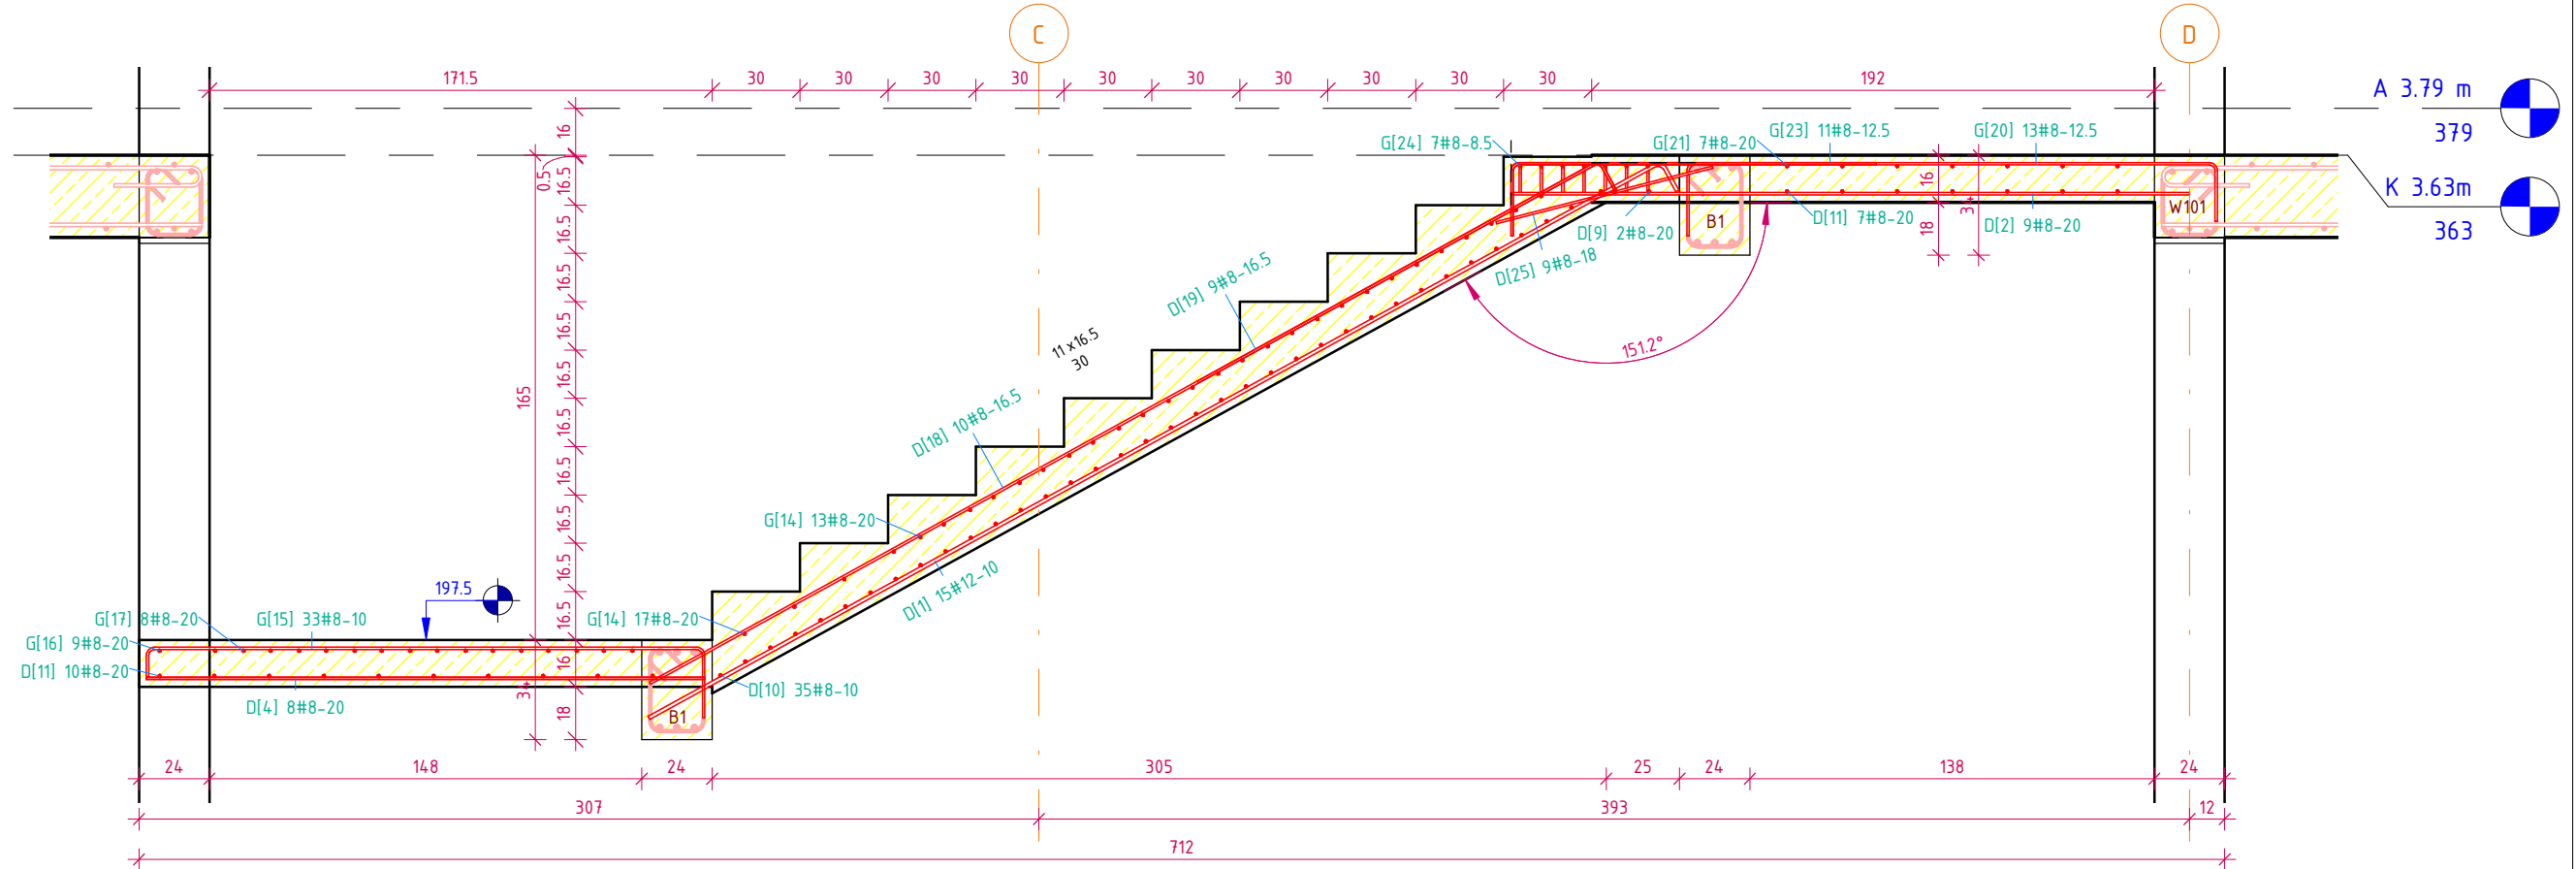 C
D
171.5
30
30
30
30
30
30
30
30
30
30
192
A 3.79 m
379
K 3.63m
363
16
0.5
16.5
16.5
16.5
16.5
16.5
16.5
16.5
16.5
16.5
16.5
165
16
34
18
G[24] 7#8-8.5
G[21] 7#8-20
G[23] 11#8-12.5
G[20] 13#8-12.5
16
34
18
W101
B1
D[9] 2#8-20
D[11] 7#8-20
D[2] 9#8-20
D[25] 9#8-18
D[19] 9#8-16.5
151.2°
11x16.5
30
D[18] 10#8-16.5
G[14] 13#8-20
D[1] 15#12-10
197.5
G[17] 8#8-20
G[15] 33#8-10
G[14] 17#8-20
G[16] 9#8-20
D[11] 10#8-20
D[4] 8#8-20
D[10] 35#8-10
B1
24
148
24
305
25
24
138
24
307
393
12
712